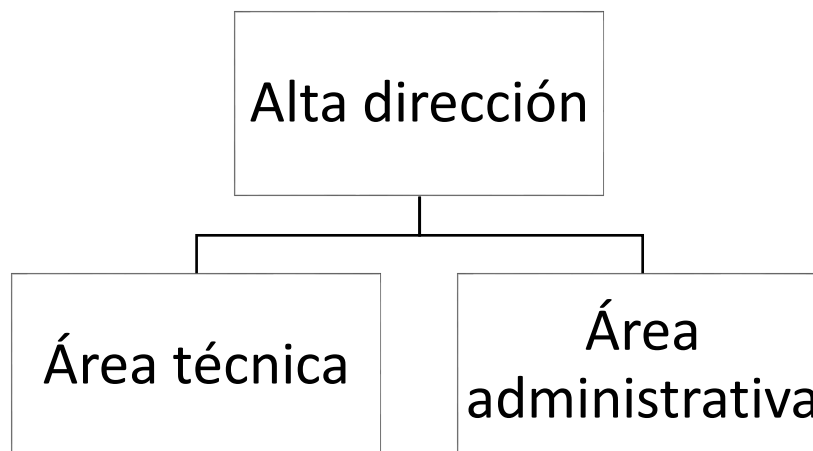 Alta dirección
Área técnica
Área
administrativa